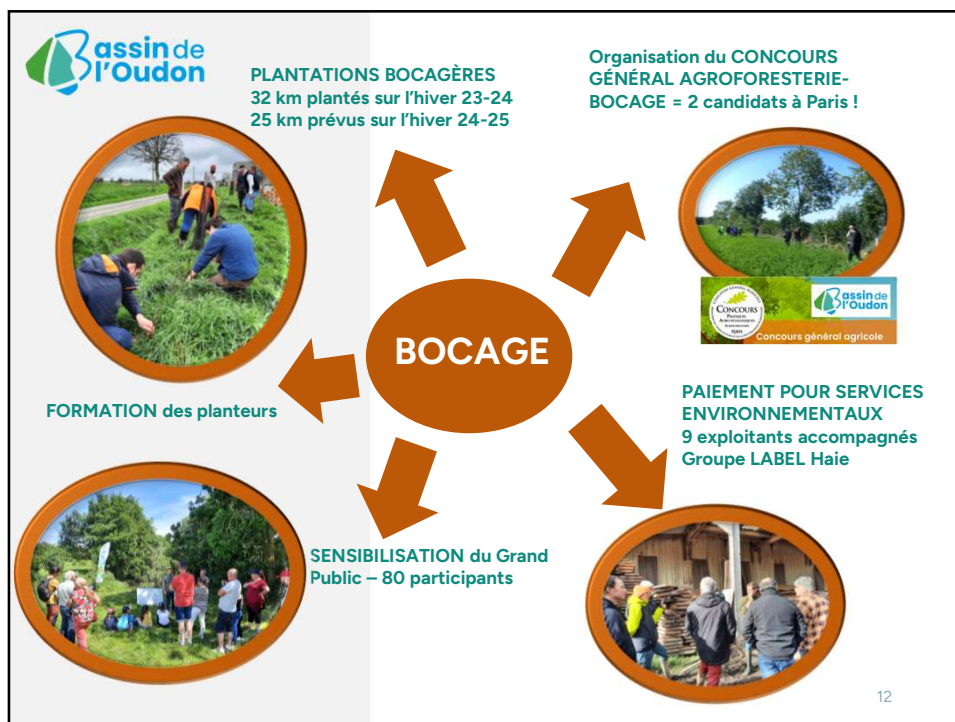 Bassin de
l'Oudon
PLANTATIONS BOCAGÈRES
32 km plantés sur l'hiver 23-24
25 km prévus sur l'hiver 24-25
Organisation du CONCOURS
GÉNÉRAL AGROFORESTERIE-
BOCAGE = 2 candidats à Paris !
CONCOURS
Bassin de
l'Oudon
Concours général agricole
BOCAGE
FORMATION des planteurs
PAIEMENT POUR SERVICES
ENVIRONNEMENTAUX
9 exploitants accompagnés
Groupe LABEL Haie
SENSIBILISATION du Grand
Public – 80 participants
12